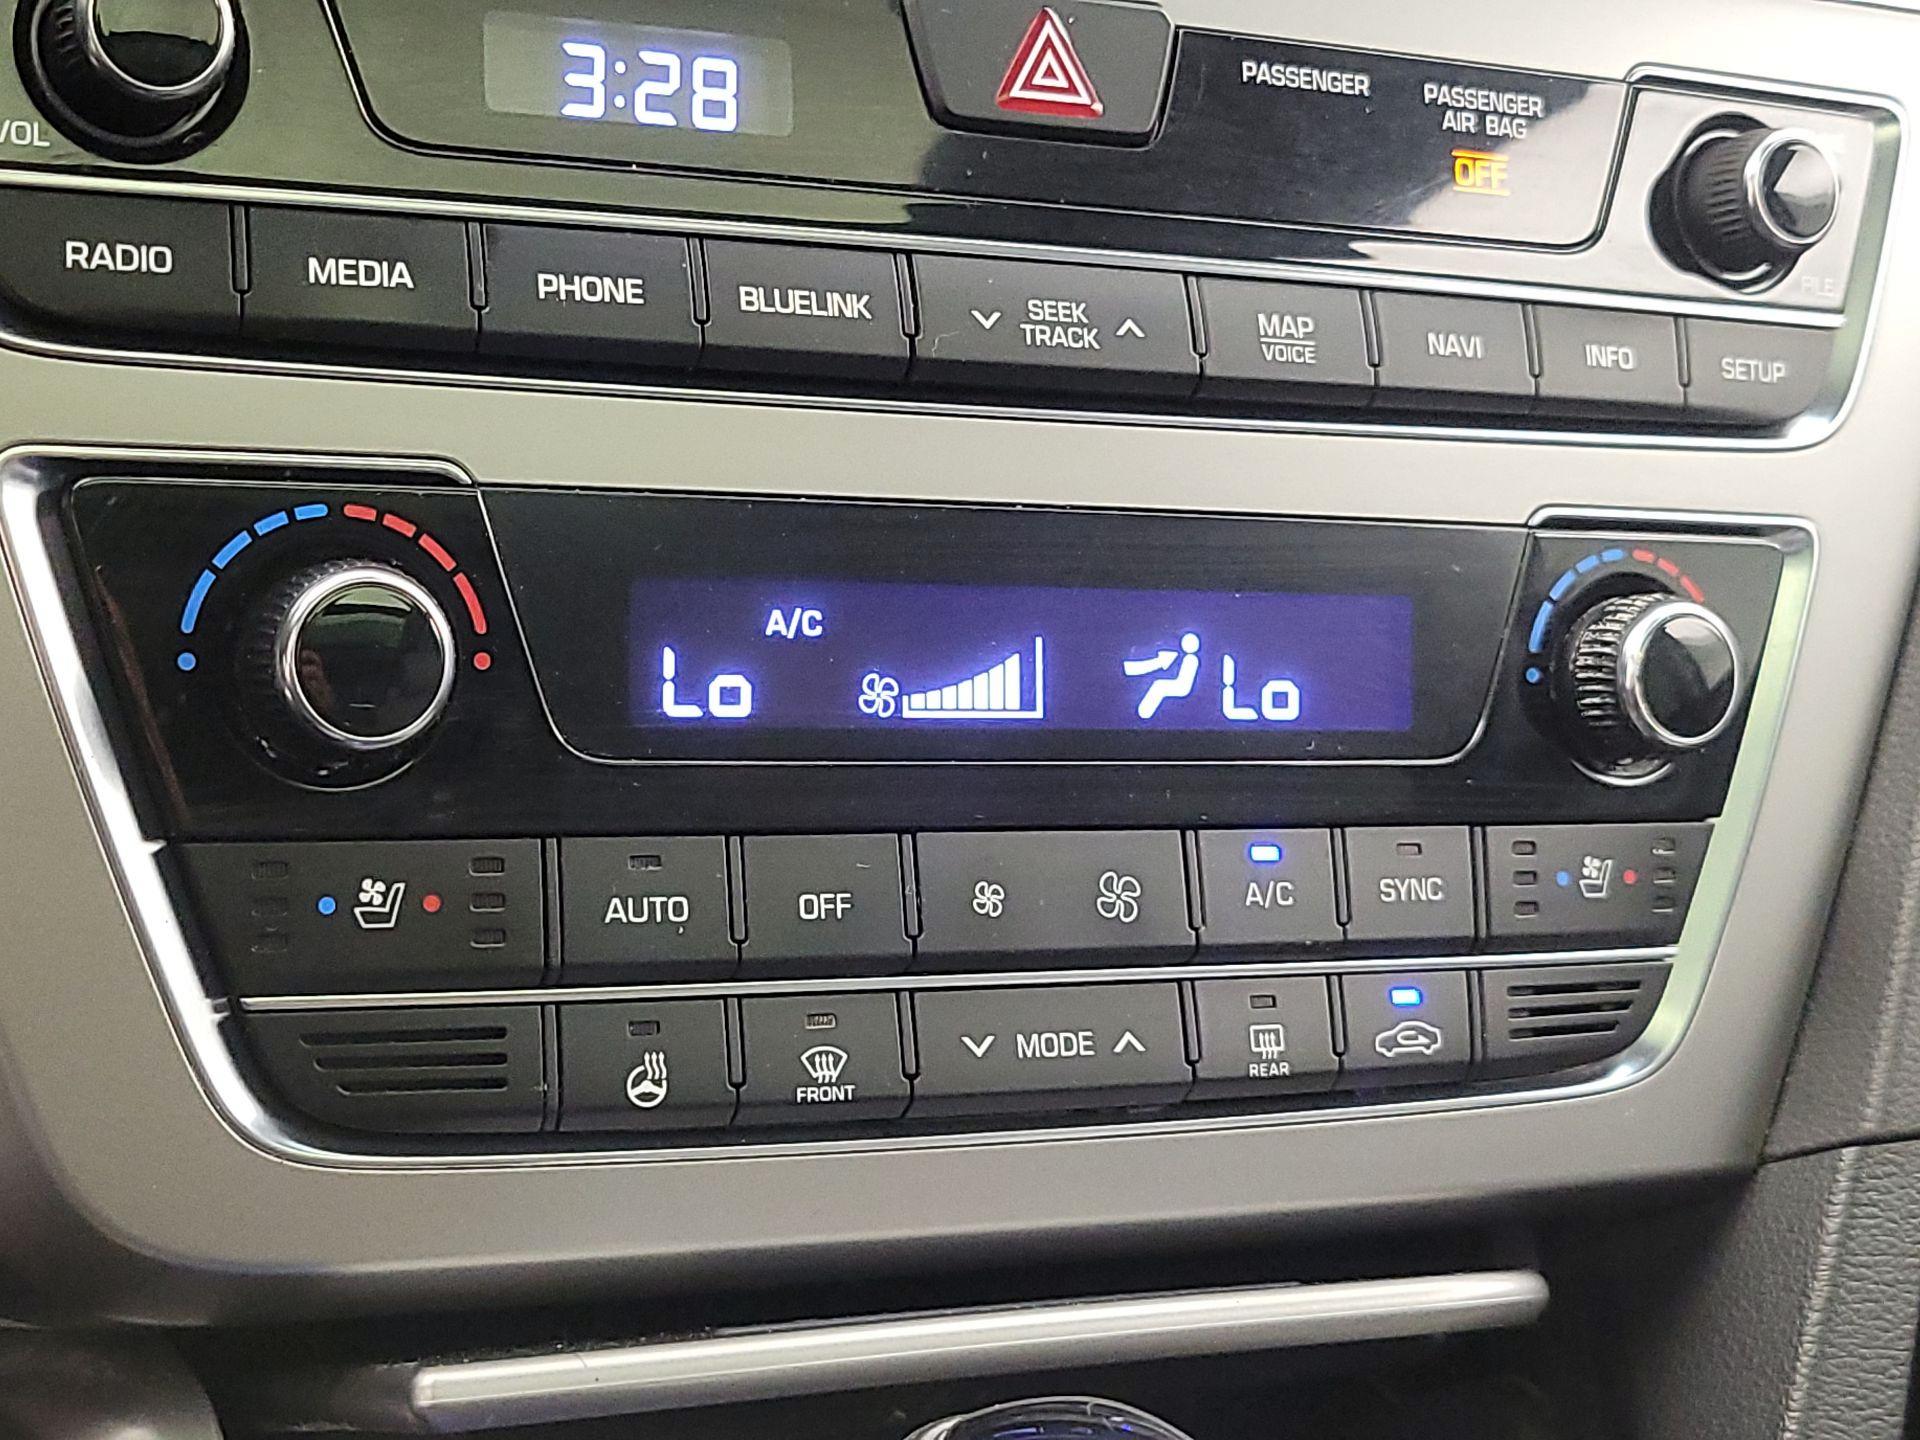 3:28
PASSENGER
PASSENGER
AIR BAG
OFF
VOL
FILE
RADIO
MEDIA
PHONE
BLUELINK
SEEK
TRACK
MAP
VOICE
NAVI
INFO
SETUP
A/C
Lo
Lo
AUTO
OFF
A/C
SYNC
FRONT
MODE
REAR